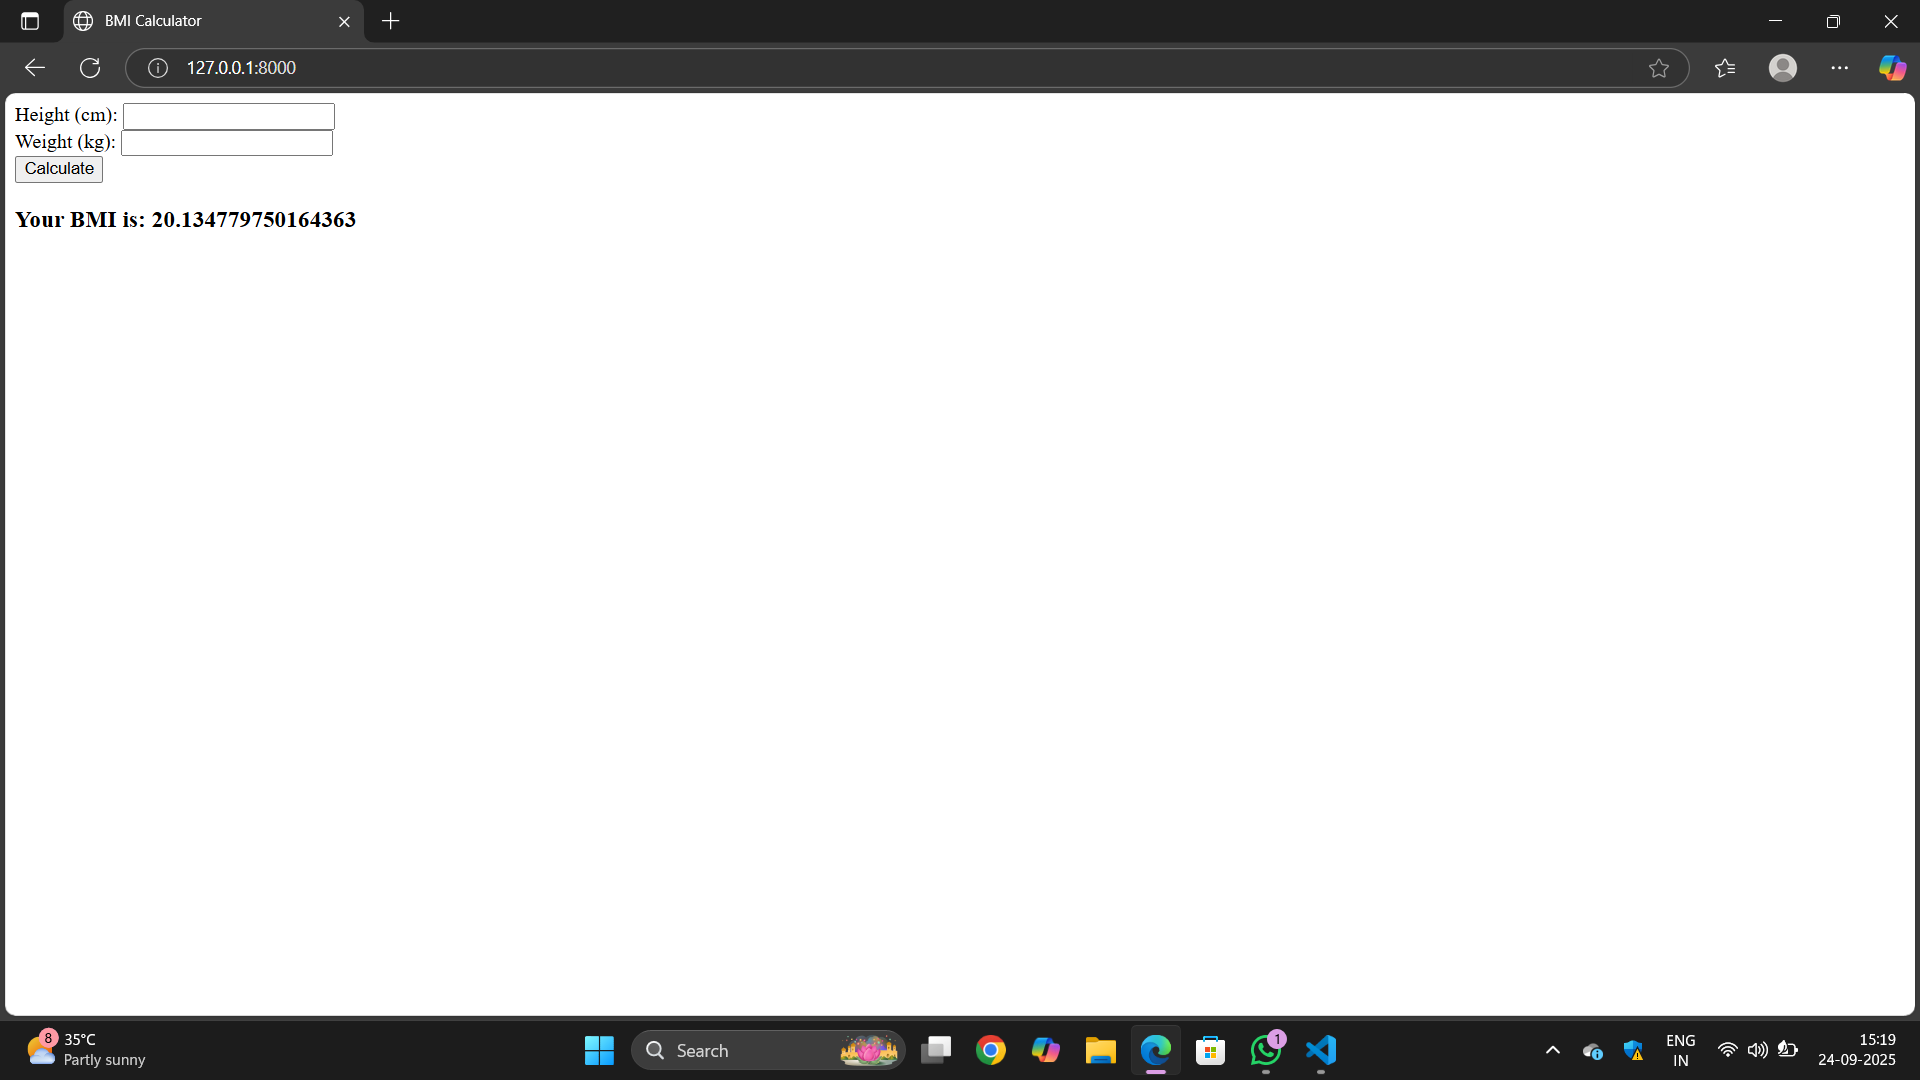 BMI Calculator
127.0.0.1:8000
Height (cm):
Weight (kg):
Calculate
Your BMI is: 20.134779750164363
8
35°C
Partly sunny
Search
1
ENG
IN
15:19
24-09-2025